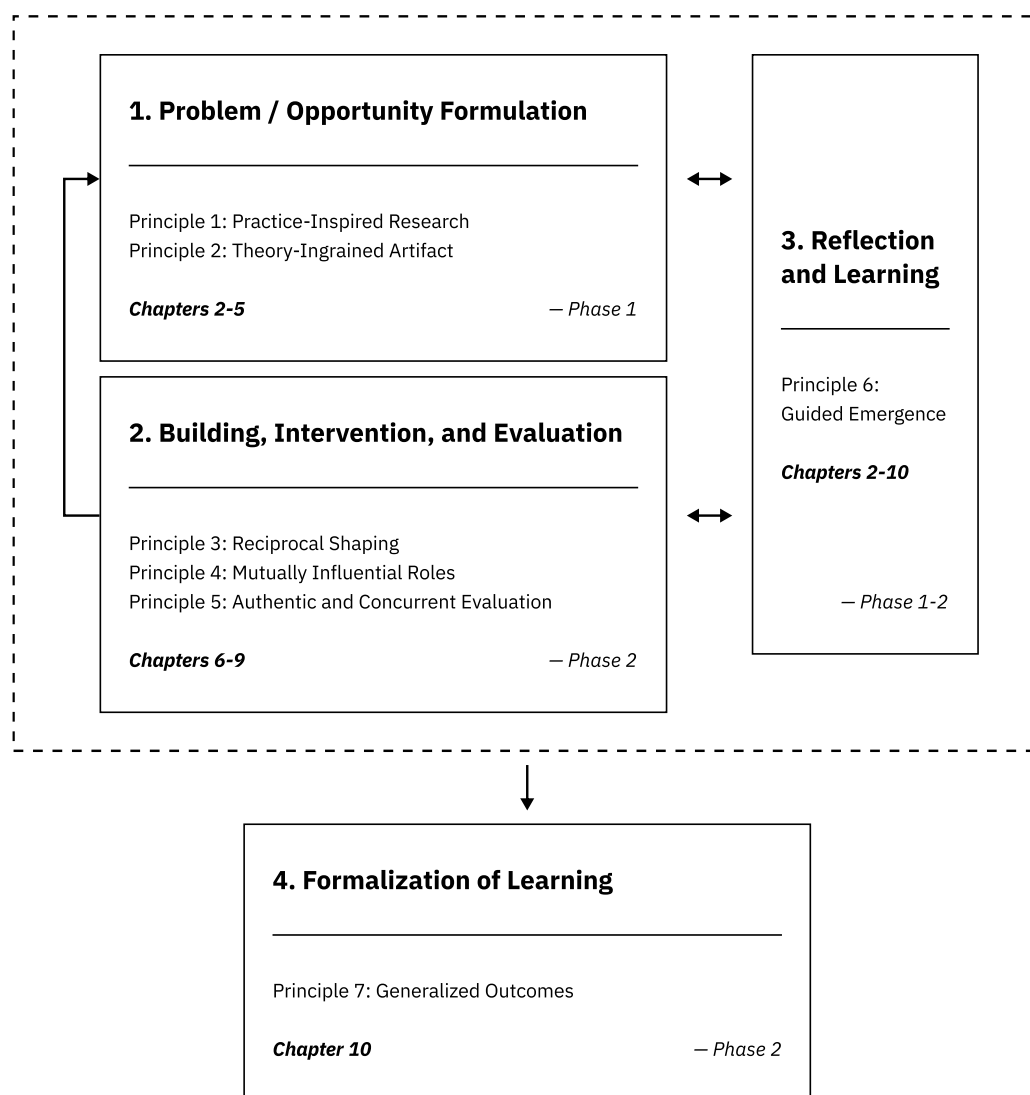 1. Problem / Opportunity Formulation
Principle 1: Practice-Inspired Research
Principle 2: Theory-Ingrained Artifact
Chapters 2-5
— Phase 1
2. Building, Intervention, and Evaluation
Principle 3: Reciprocal Shaping
Principle 4: Mutually Influential Roles
Principle 5: Authentic and Concurrent Evaluation
Chapters 6-9
— Phase 2
3. Reflection
and Learning
Principle 6:
Guided Emergence
Chapters 2-10
— Phase 1-2
4. Formalization of Learning
Principle 7: Generalized Outcomes
Chapter 10
— Phase 2